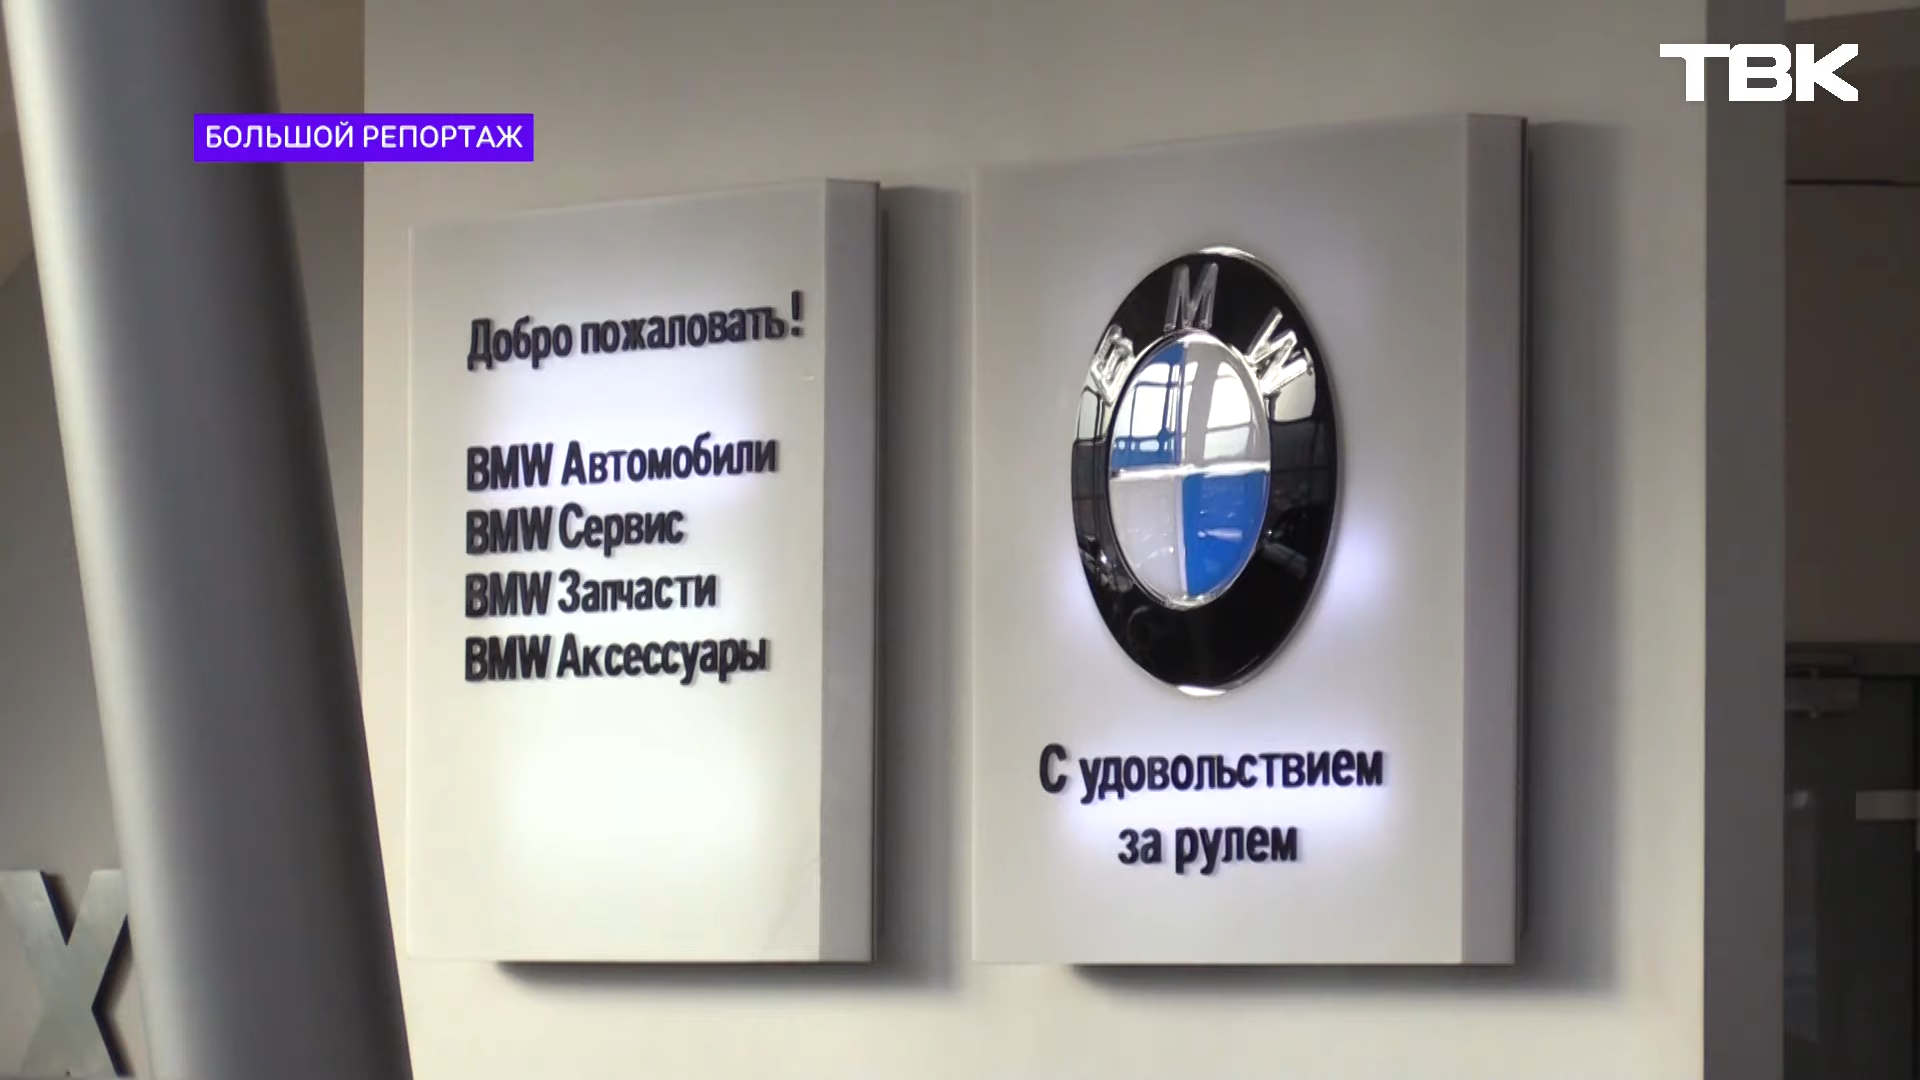 ТВК
БОЛЬШОЙ РЕПОРТАЖ
Добро пожаловать!
BMW Автомобили
BMW Сервис
BMW Запчасти
BMW Аксессуары
BMW
С удовольствием
за рулем
X